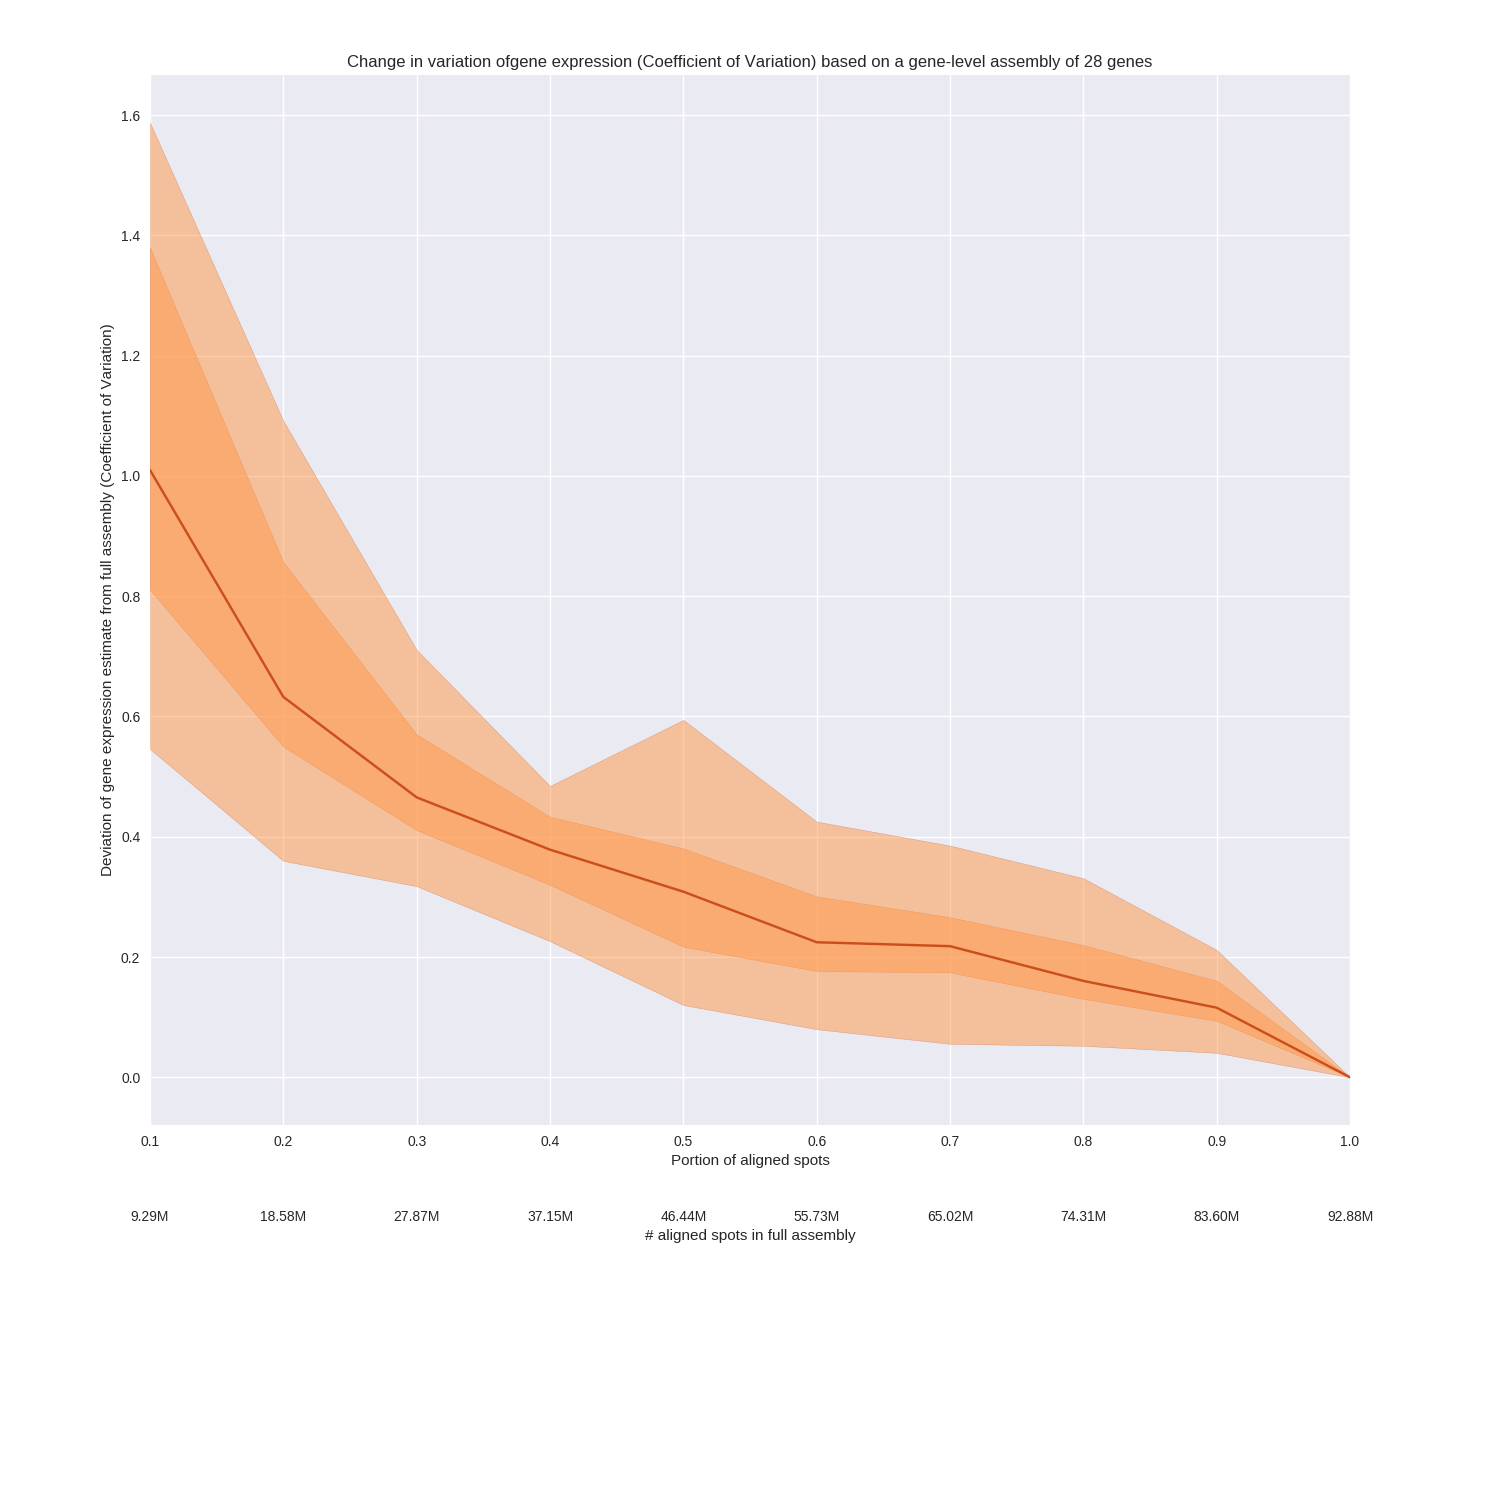 Change in variation ofgene expression (Coefficient of Variation) based on a gene-level assembly of 28 genes
Deviation of gene expression estimate from full assembly (Coefficient of Variation)
1.6
1.4
1.2
1.0
0.8
0.6
0.4
0.2
0.0
0.1 0.2 0.3 0.4 0.5 0.6 0.7 0.8 0.9 1.0
Portion of aligned spots
9.29M 18.58M 27.87M 37.15M 46.44M 55.73M 65.02M 74.31M 83.60M 92.88M
# aligned spots in full assembly